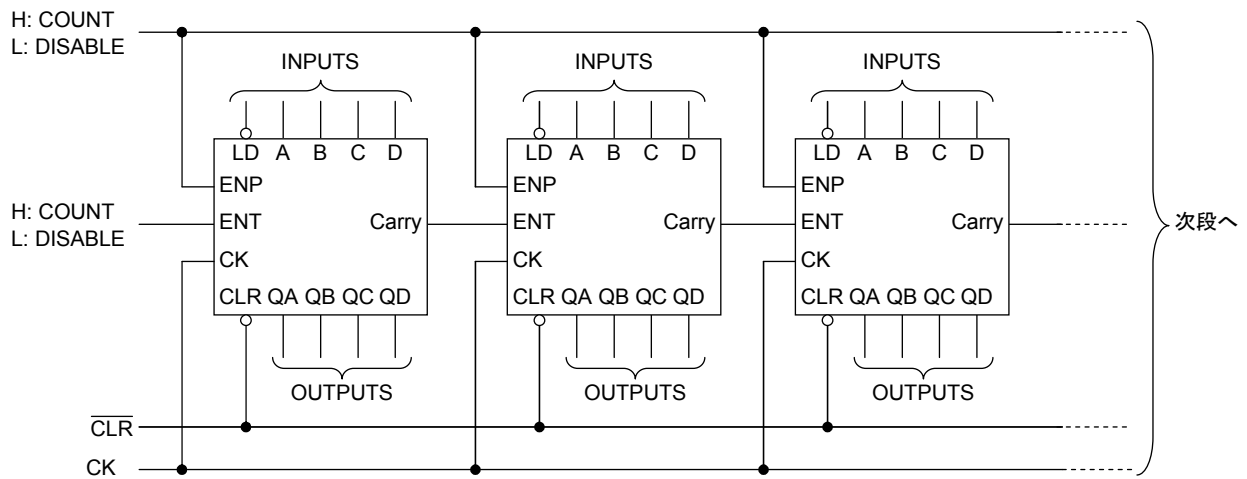 H: COUNT
L: DISABLE
INPUTS
INPUTS
INPUTS
LD A B C D
LD A B C D
LD A B C D
ENP
ENP
ENP
H: COUNT
L: DISABLE
ENT Carry
ENT Carry
ENT Carry
次段へ
CK
CK
CK
CLR QA QB QC QD
CLR QA QB QC QD
CLR QA QB QC QD
OUTPUTS
OUTPUTS
OUTPUTS
C̅L̅R̅
CK